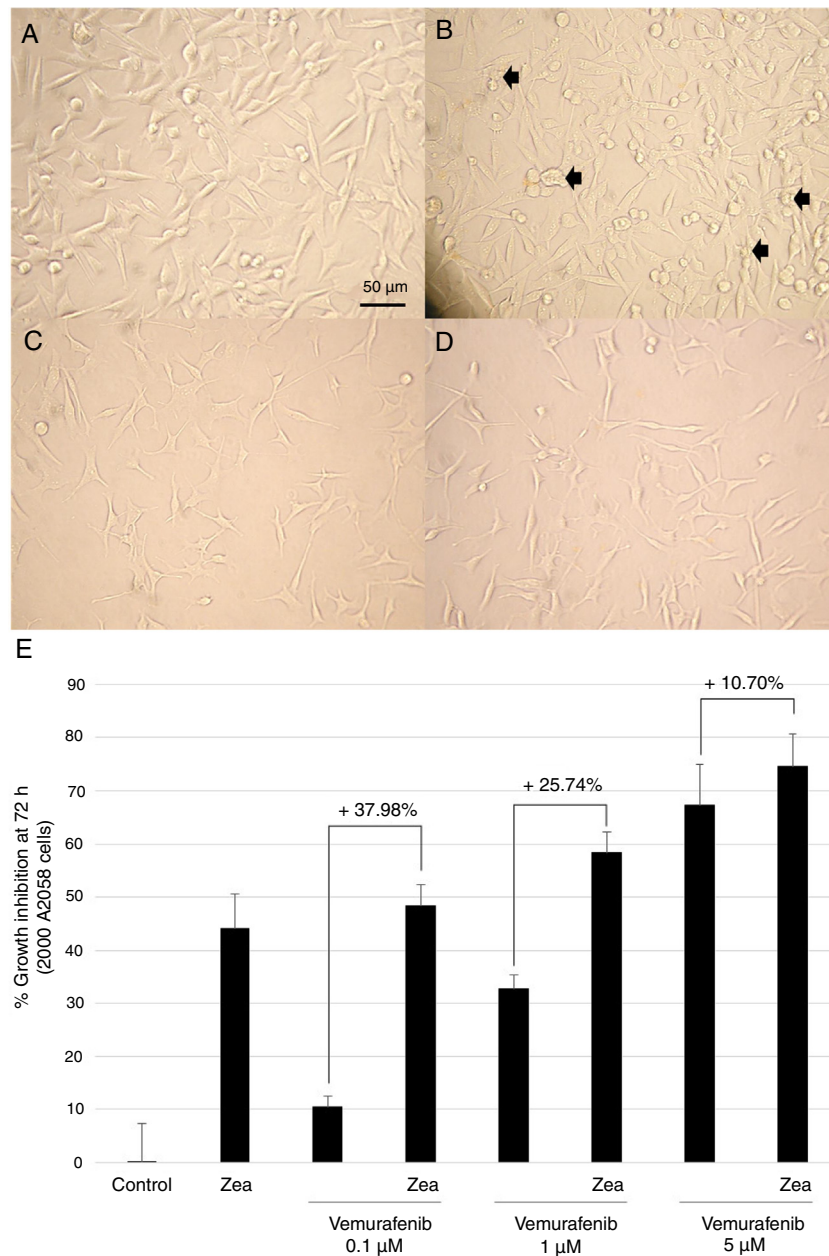 A
B
50 µm
C
D
E
% Growth inhibition at 72 h
(2000 A2058 cells)
90
80
70
60
50
40
30
20
10
0
+ 37.98%
+ 25.74%
+ 10.70%
Control
Zea
Zea
Zea
Zea
Vemurafenib
0.1 µM
Vemurafenib
1 µM
Vemurafenib
5 µM